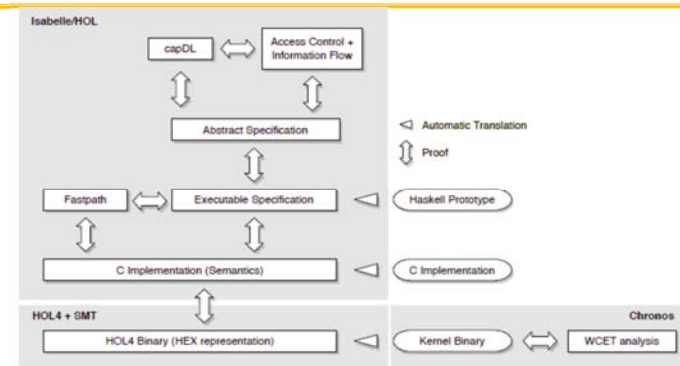 Isabelle/HOL
capDL
Access Control +
Information Flow
Abstract Specification
Automatic Translation
Proof
Fastpath
Executable Specification
Haskell Prototype
C Implementation (Semantics)
C Implementation
HOL4 + SMT
Chronos
HOL4 Binary (HEX representation)
Kernel Binary
WCET analysis